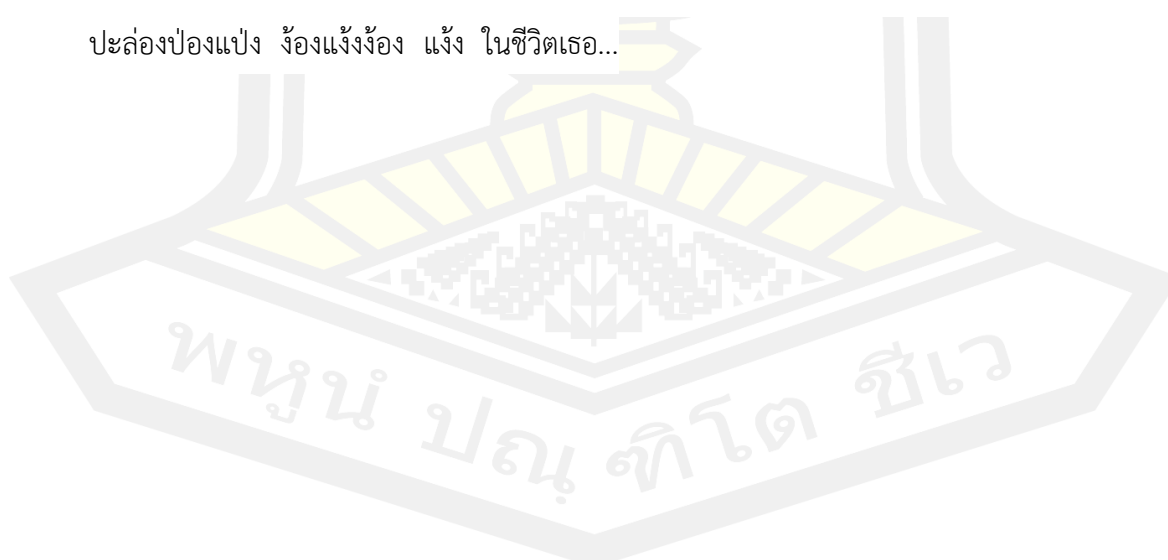 ปะล่องป่องแป่ง ง้องแง้งง้อง แง้ง ในชีวิตเธอ...
พหูนํ ปณฺฑิโต ชีเว